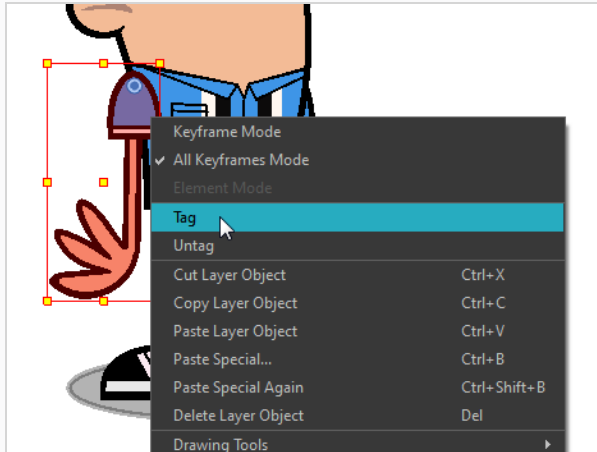 Keyframe Mode
All Keyframes Mode
Element Mode
Tag
Untag
Cut Layer Object Ctrl+X
Copy Layer Object Ctrl+C
Paste Layer Object Ctrl+V
Paste Special... Ctrl+B
Paste Special Again Ctrl+Shift+B
Delete Layer Object Del
Drawing Tools